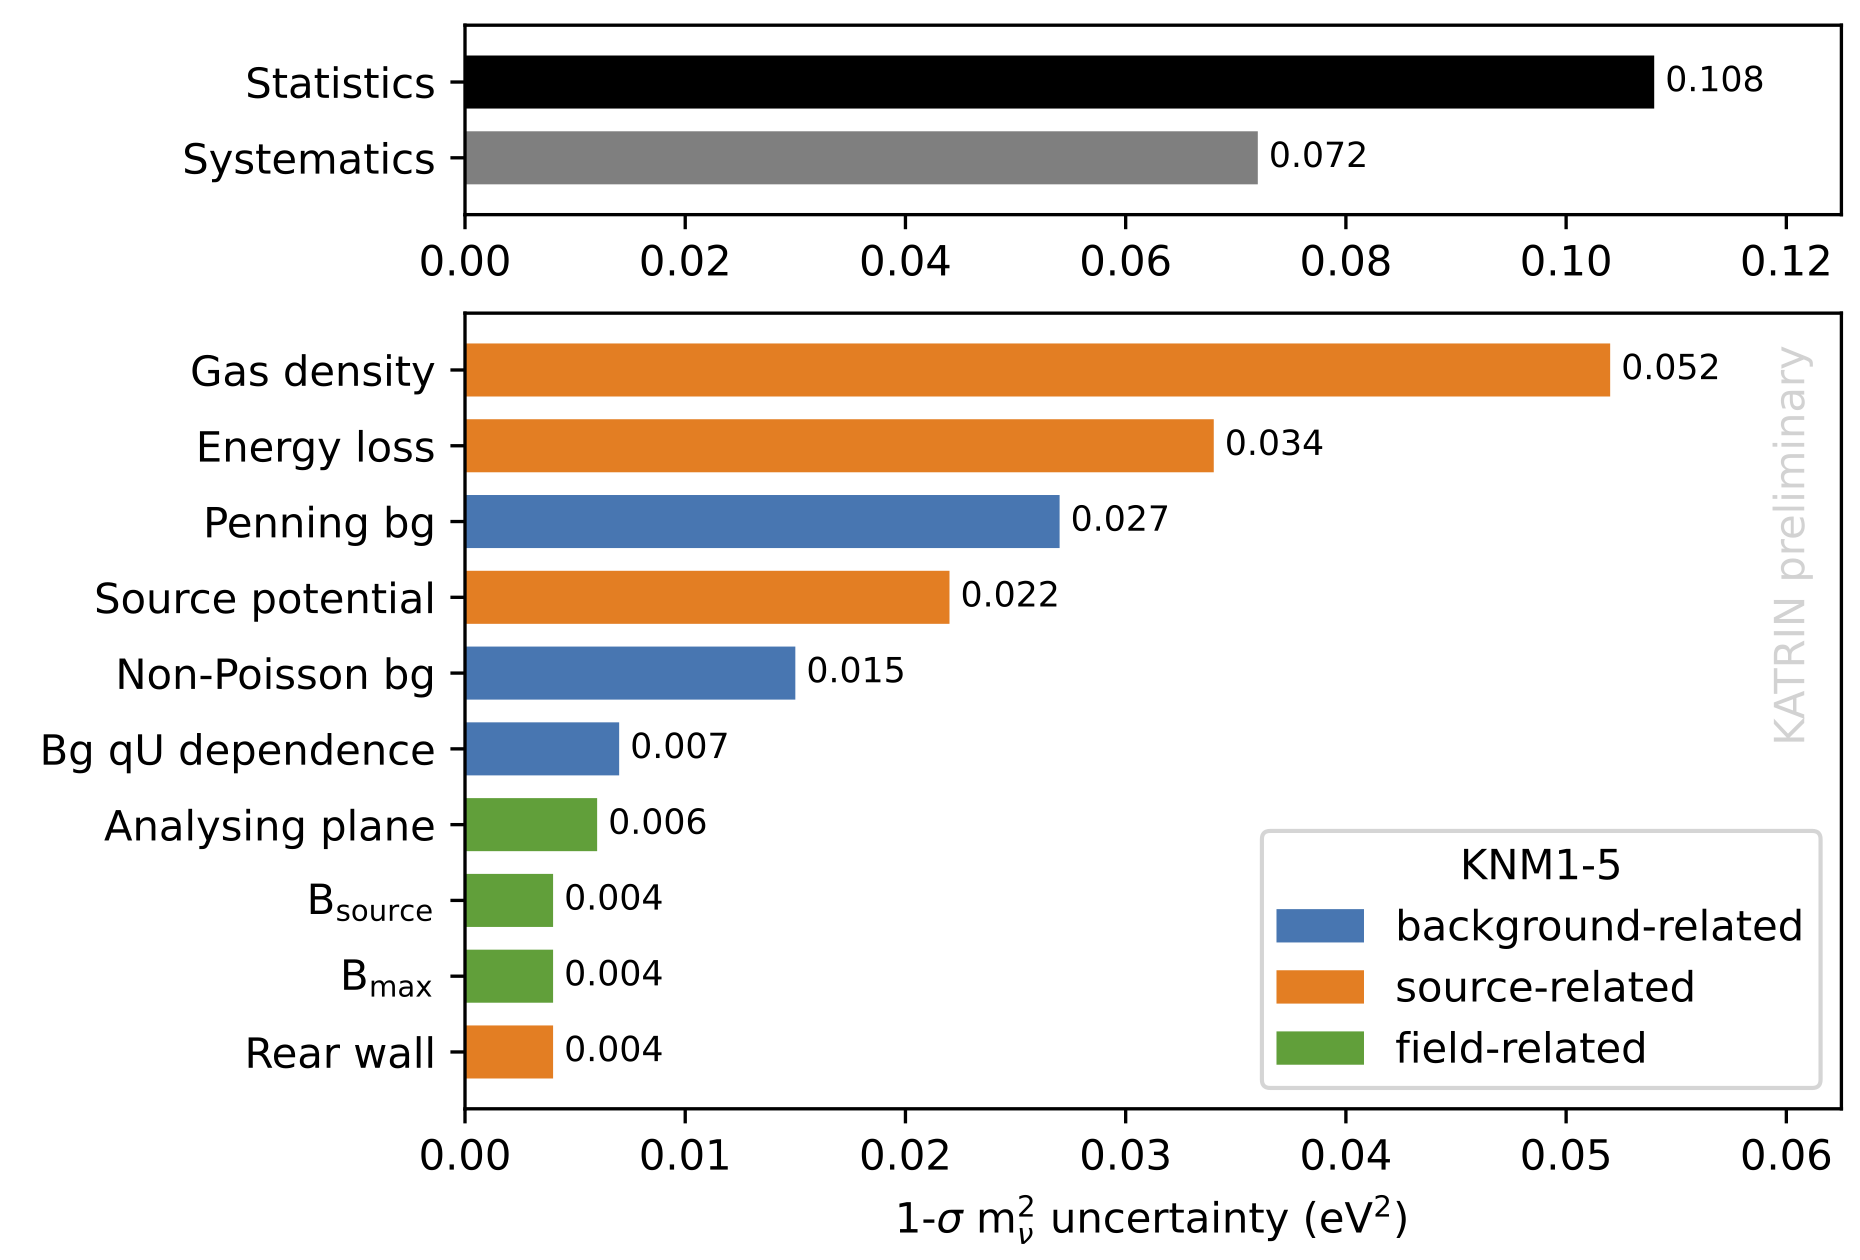 Statistics 0.108
Systematics 0.072
0.00 0.02 0.04 0.06 0.08 0.10 0.12
Gas density 0.052
Energy loss 0.034
Penning bg 0.027
Source potential 0.022
Non-Poisson bg 0.015
Bg qU dependence 0.007
Analysing plane 0.006
B_source 0.004
B_max 0.004
Rear wall 0.004
KATRIN preliminary
KNM1-5
background-related
source-related
field-related
0.00 0.01 0.02 0.03 0.04 0.05 0.06
1-σ m²_ν uncertainty (eV²)